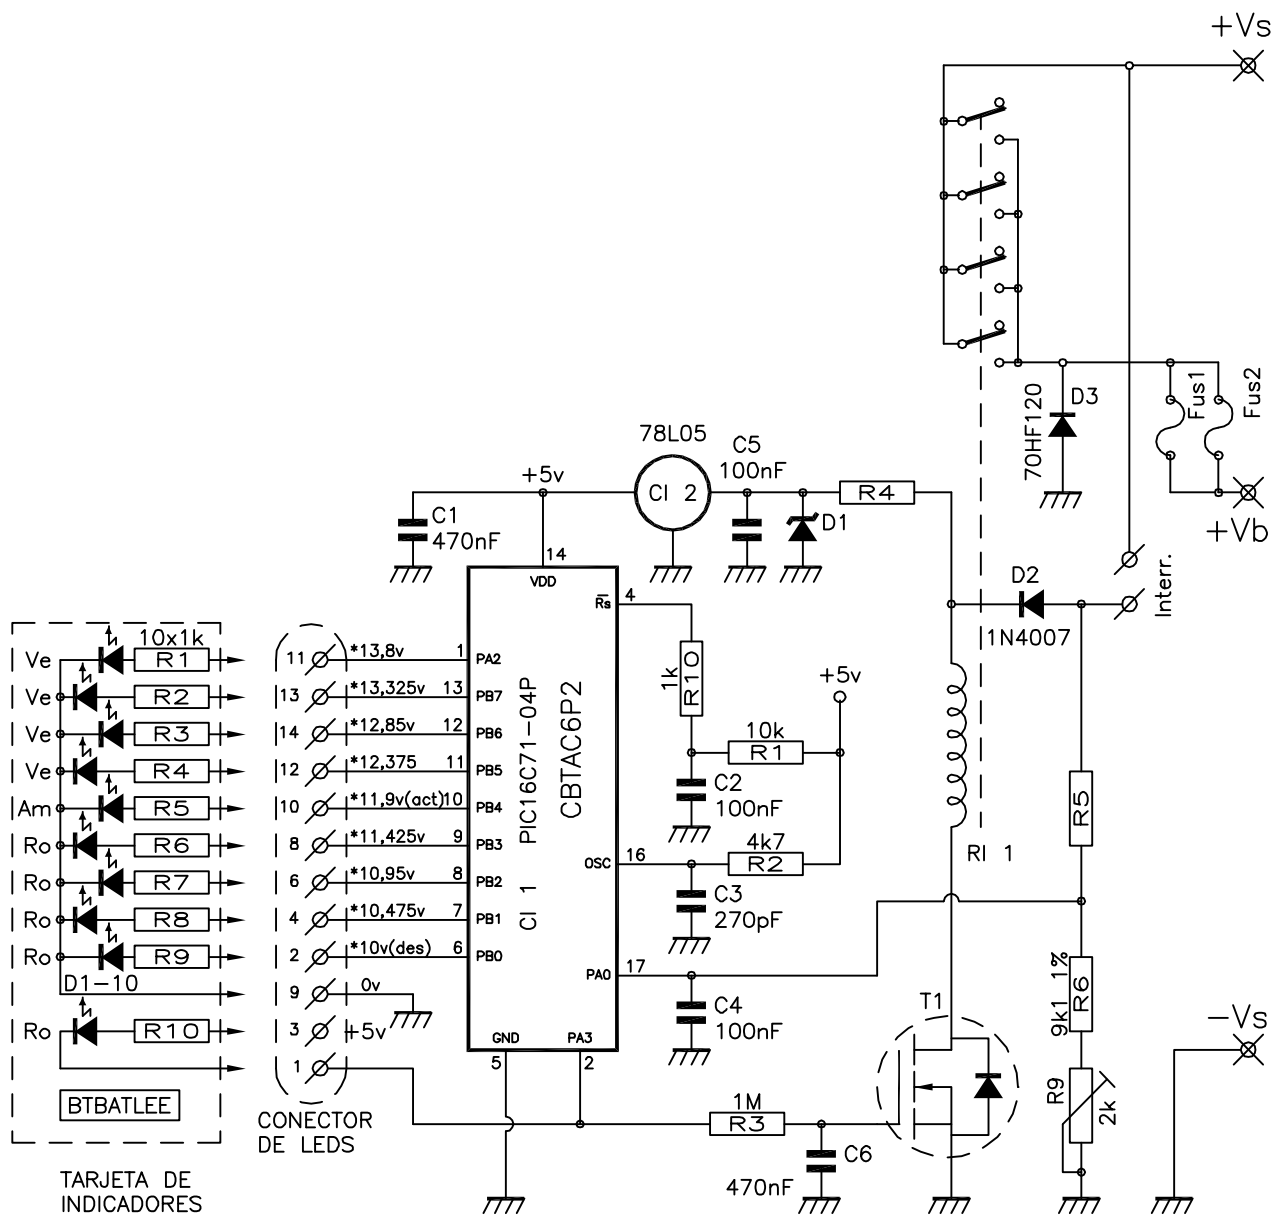 +Vs
70HF120
D3
Fus1
Fus2
+Vb
78L05
CI 2
C5
100nF
R4
D1
+5v
C1
470nF
14
VDD
Rs
4
D2
1N4007
Interr.
1k
R10
+5v
10k
R1
C2
100nF
OSC
16
4k7
R2
C3
270pF
PA0
17
C4
100nF
Rl 1
R5
9k1 1%
R6
R9
2k
-Vs
T1
PIC16C71-04P
CBTAC6P2
CI 1
10x1k
Ve R1 11 *13,8v 1 PA2
Ve R2 13 *13,325v 13 PB7
Ve R3 14 *12,85v 12 PB6
Ve R4 12 *12,375 11 PB5
Am R5 10 *11,9v(act) 10 PB4
Ro R6 8 *11,425v 9 PB3
Ro R7 6 *10,95v 8 PB2
Ro R8 4 *10,475v 7 PB1
Ro R9 2 *10v(des) 6 PB0
D1-10 9 0v
Ro R10 3 +5v
1
GND
5
PA3
2
BTBATLEE
CONECTOR
DE LEDS
1M
R3
C6
470nF
TARJETA DE
INDICADORES